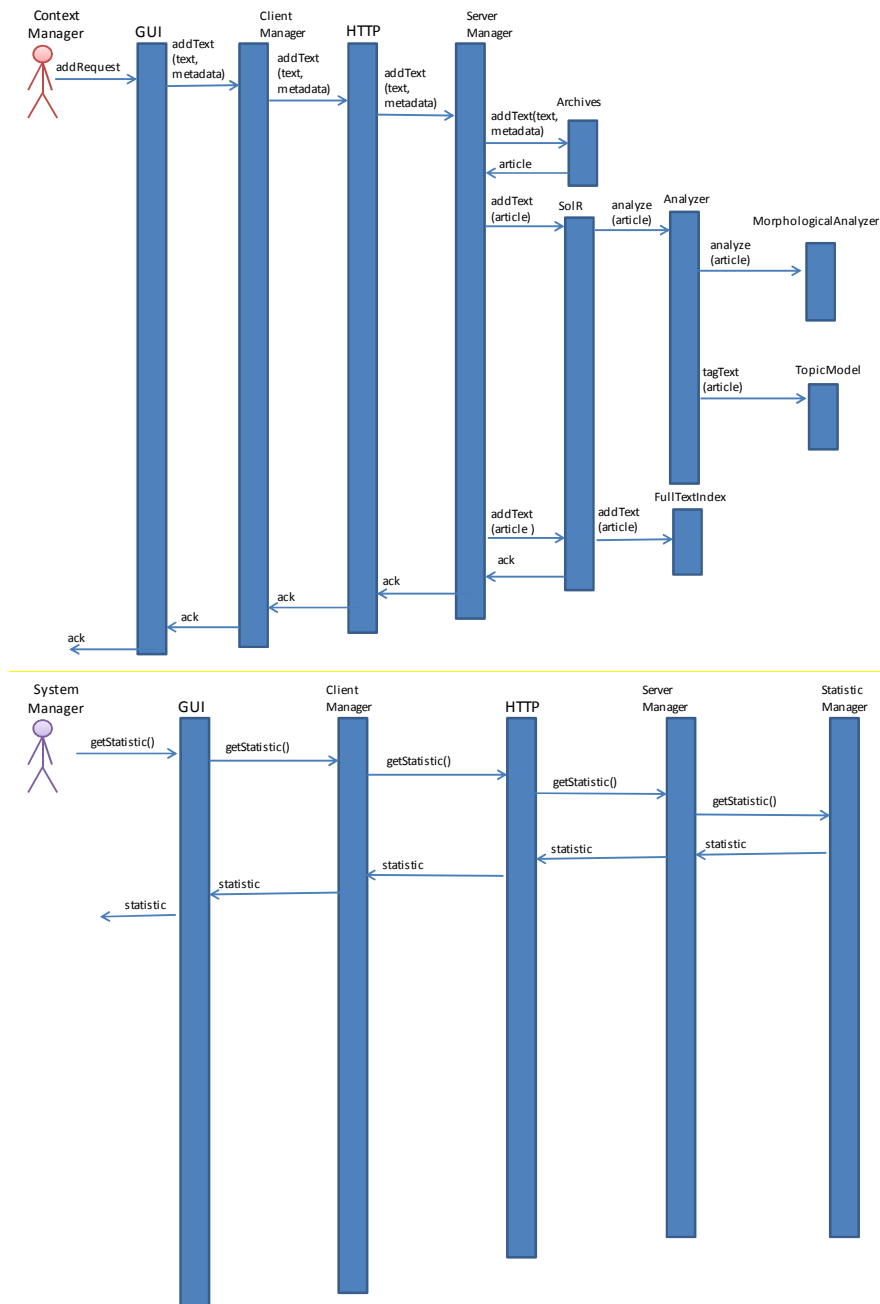 Context
Manager
GUI
Client
Manager
HTTP
Server
Manager
addRequest
addText
(text,
metadata)
addText
(text,
metadata)
addText
(text,
metadata)
Archives
addText(text,
metadata)
article
addText
(article)
SolR
analyze
(article)
Analyzer
MorphologicalAnalyzer
analyze
(article)
TopicModel
tagText
(article)
FullTextIndex
addText
(article )
addText
(article)
ack
ack
ack
ack
ack
System
Manager
GUI
Client
Manager
HTTP
Server
Manager
Statistic
Manager
getStatistic()
getStatistic()
getStatistic()
getStatistic()
getStatistic()
statistic
statistic
statistic
statistic
statistic